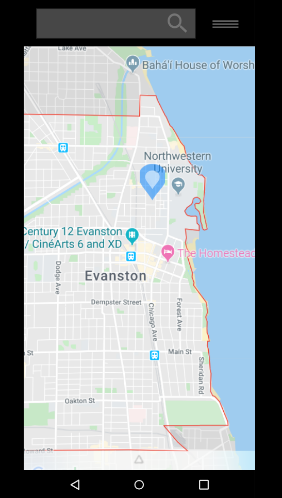 Lake Ave
Bahá'í House of Worsh
Northwestern
University
Century 12 Evanston
/ CinéArts 6 and XD
The Homestead
Evanston
Dodge Ave
Dempster Street
Chicago Ave
Forest Ave
Main St
Sheridan Rd
Oakton St